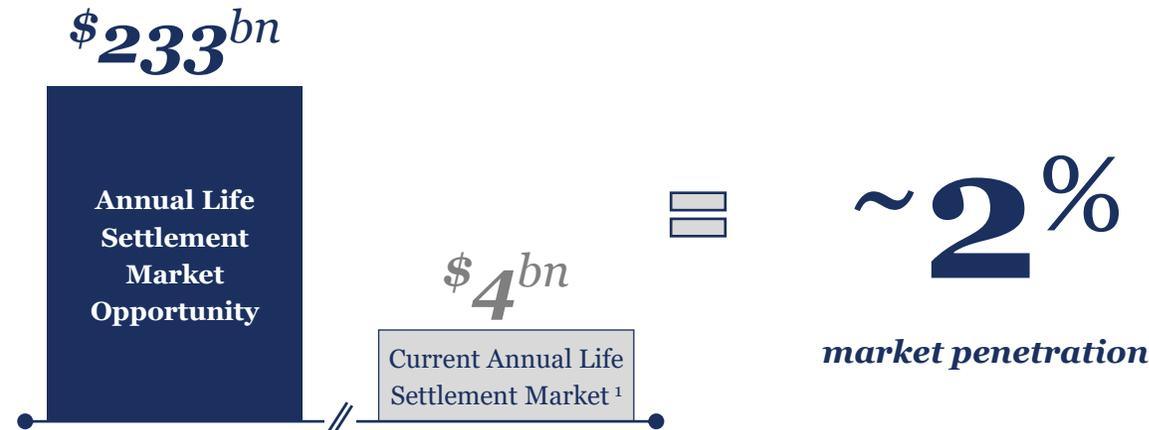 $233bn
Annual Life
Settlement
Market
Opportunity
$4bn
Current Annual Life
Settlement Market ¹
=
~2%
market penetration